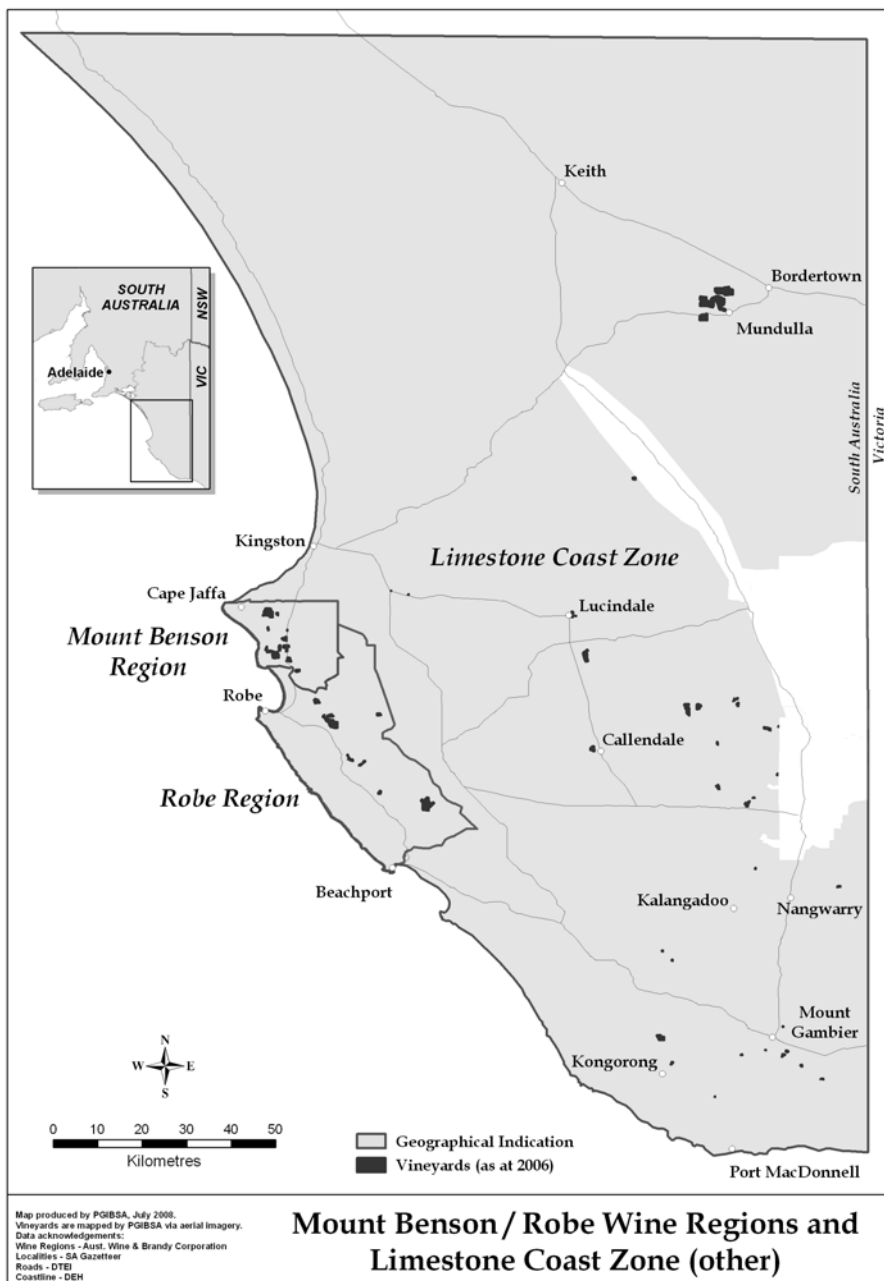 Keith
Bordertown
Mundulla
SOUTH
AUSTRALIA
NSW
Adelaide
VIC
South Australia
Victoria
Kingston
Limestone Coast Zone
Cape Jaffa
Lucindale
Mount Benson
Region
Robe
Callendale
Robe Region
Beachport
Kalangadoo
Nangwarry
Mount
Gambier
Kongorong
N
W E
S
0 10 20 30 40 50
Kilometres
Geographical Indication
Vineyards (as at 2006)
Port MacDonnell
Map produced by PGIBSA, July 2008.
Vineyards are mapped by PGIBSA via aerial imagery.
Data acknowledgements:
Wine Regions - Aust. Wine & Brandy Corporation
Localities - SA Gazetteer
Roads - DTEI
Coastline - DEH
Mount Benson / Robe Wine Regions and
Limestone Coast Zone (other)